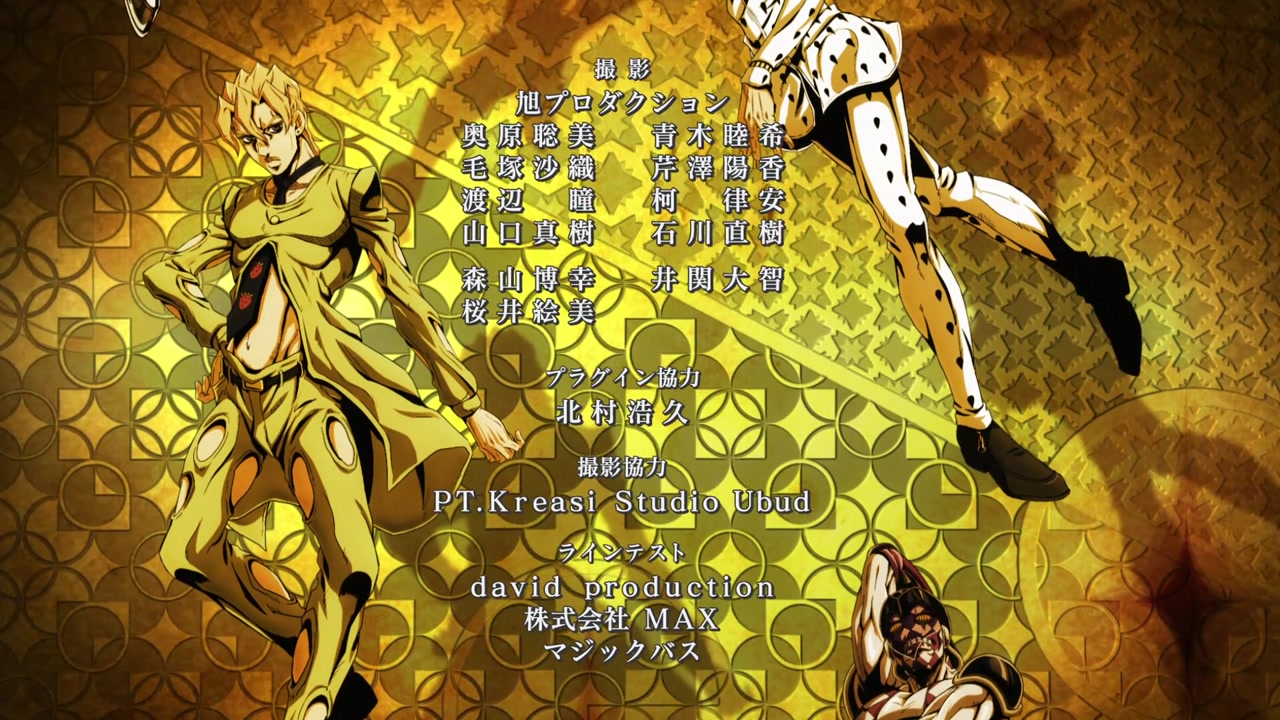 撮 影
旭プロダクション
奥原聡美 青木睦希
毛塚沙織 芹澤陽香
渡辺 瞳 柯 律安
山口真樹 石川直樹
森山博幸 井関大智
桜井絵美
プラグイン協力
北村浩久
撮影協力
PT.Kreasi Studio Ubud
ラインテスト
david production
株式会社 MAX
マジックバス